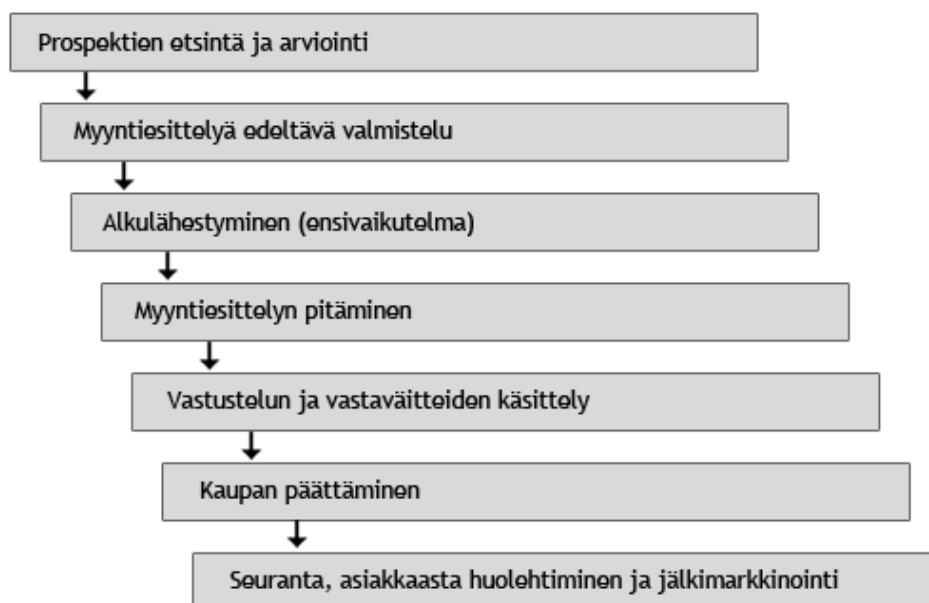 Prospektien etsintä ja arviointi
Myyntiesittelyä edeltävä valmistelu
Alkulähestyminen (ensivaikutelma)
Myyntiesittelyn pitäminen
Vastustelun ja vastaväitteiden käsittely
Kaupan päättäminen
Seuranta, asiakkaasta huolehtiminen ja jälkimarkkinointi